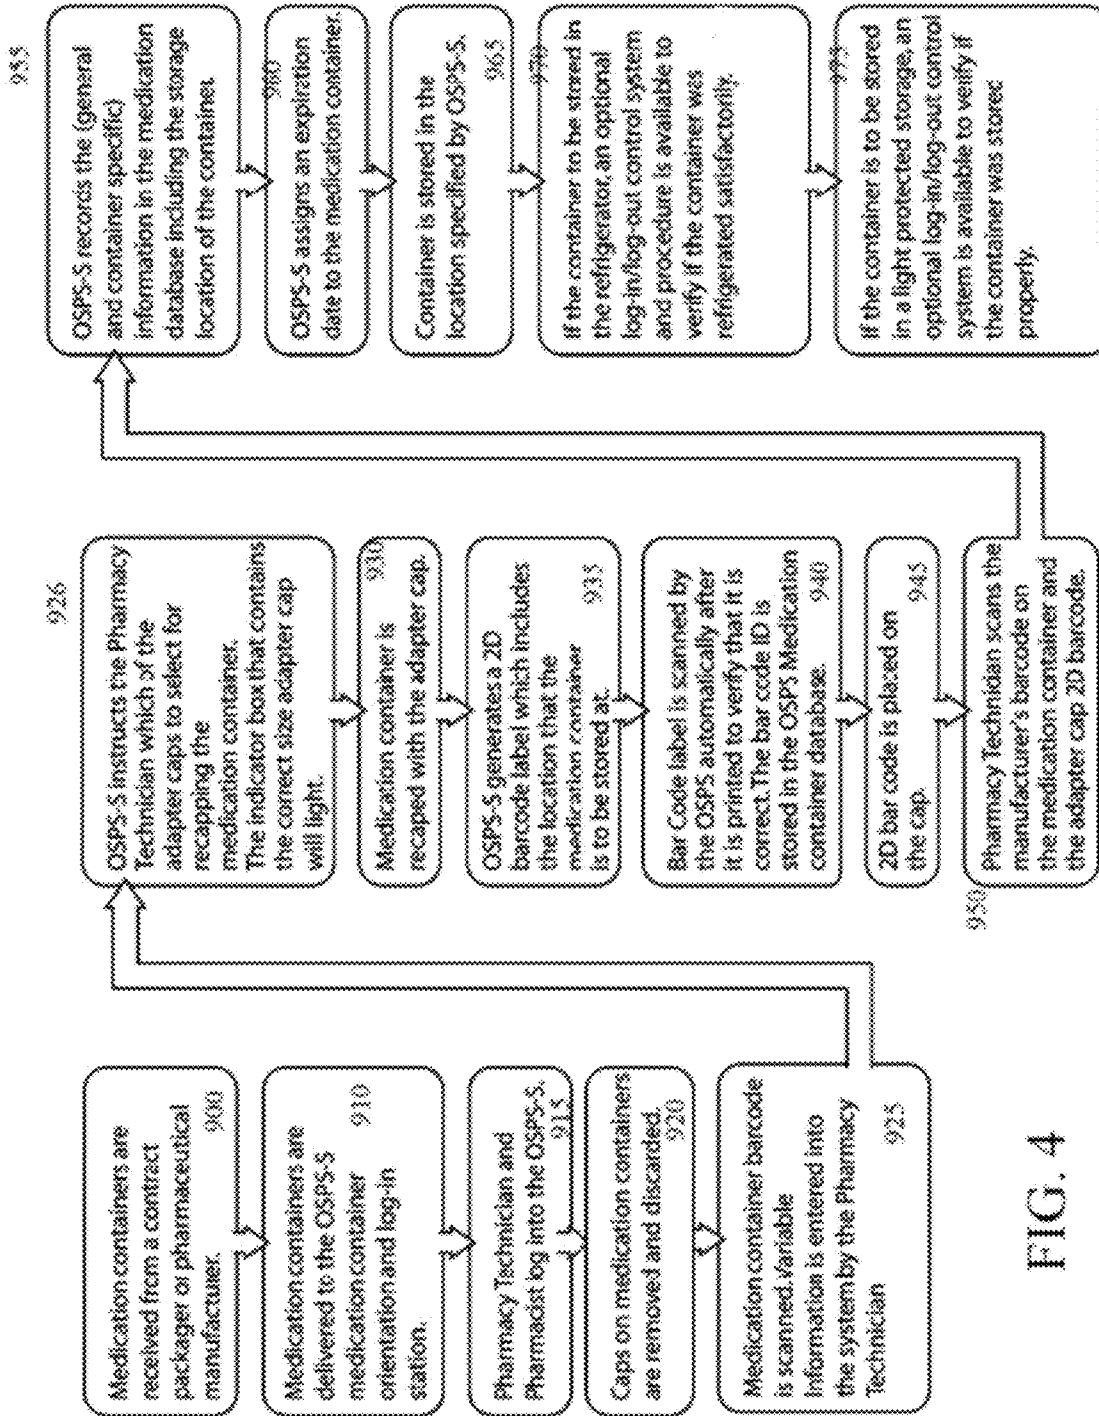 Medication containers are
received from a contract
packager or pharmaceutical
manufacturer.
900
Medication containers are
delivered to the OSPS-S
medication container
orientation and log-in
station.
910
Pharmacy Technician and
Pharmacist log into the OSPS-S.
915
Caps on medication containers
are removed and discarded.
920
Medication container barcode
is scanned. Variable
Information is entered into
the system by the Pharmacy
Technician
925
926
OSPS-S instructs the Pharmacy
Technician which of the
adapter caps to select for
recapping the
medication container.
The indicator box that contains
the correct size adapter cap
will light.
Medication container is
recaped with the adapter cap.
930
OSPS-S generates a 2D
barcode label which includes
the location that the
medication container
is to be stored at.
935
Bar Code label is scanned by
the OSPS automatically after
it is printed to verify that it is
correct. The bar code ID is
stored in the OSPS Medication
container database.
940
2D bar code is placed on
the cap.
945
950
Pharmacy Technician scans the
manufacturer's barcode on
the medication container and
the adapter cap 2D barcode.
955
OSPS-S records the (general
and container specific)
information in the medication
database including the storage
location of the container.
960
OSPS-S assigns an expiration
date to the medication container.
Container is stored in the
location specified by OSPS-S.
965
970
If the container to be stored in
the refrigerator, an optional
log-in/log-out control system
and procedure is available to
verify if the container was
refrigerated satisfactorily.
975
If the container is to be stored
in a light protected storage, an
optional log-in/log-out control
system is available to verify if
the container was stored
properly.
FIG. 4